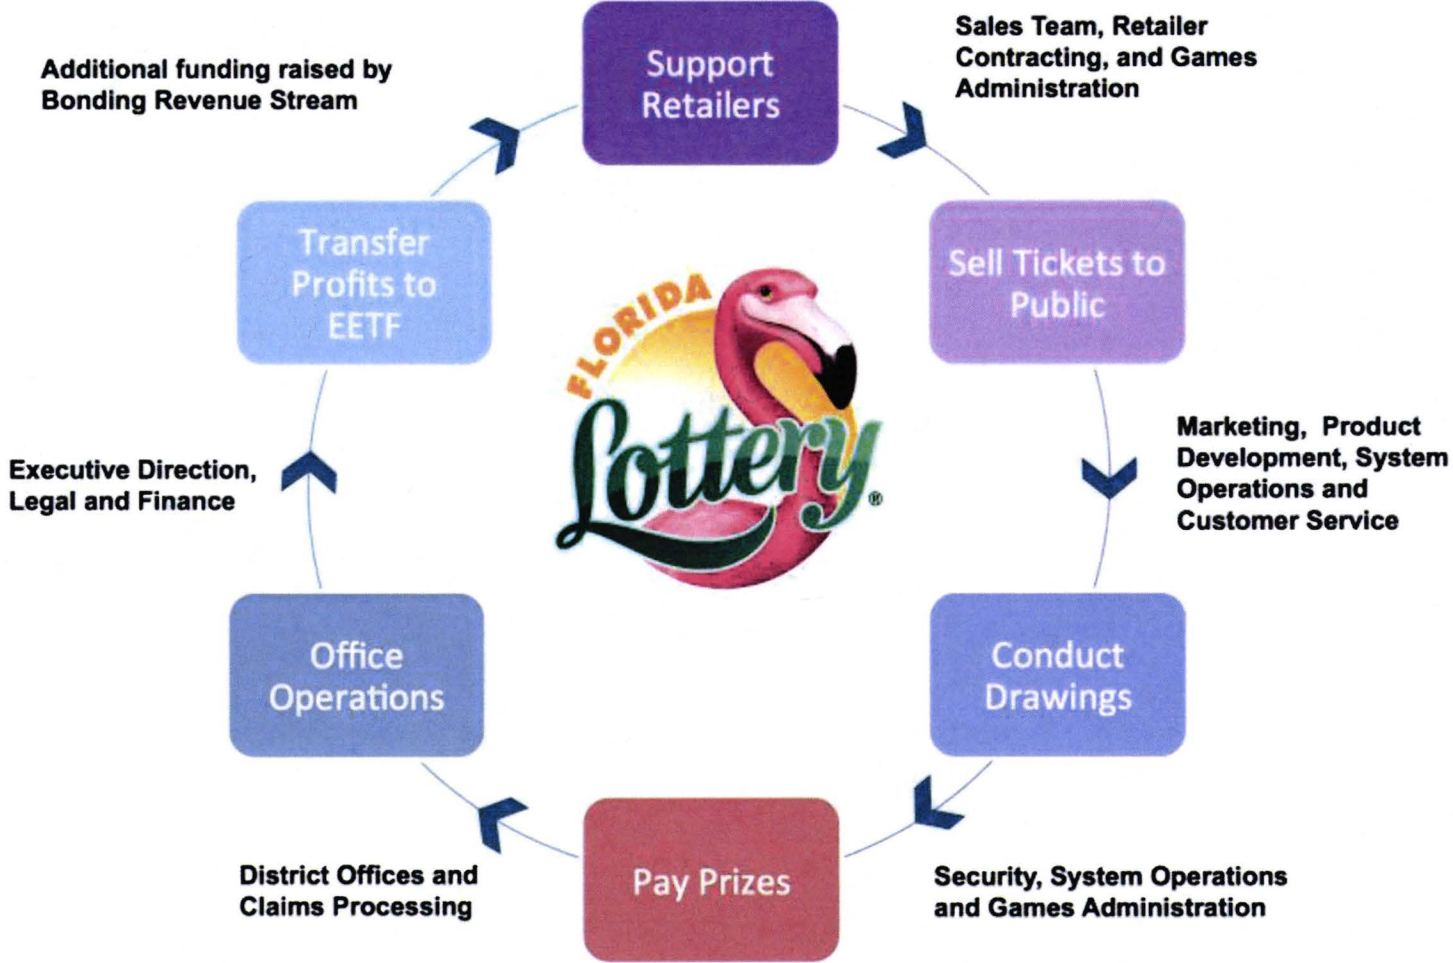 Support
Retailers
Sales Team, Retailer
Contracting, and Games
Administration
Sell Tickets to
Public
Marketing, Product
Development, System
Operations and
Customer Service
Conduct
Drawings
Security, System Operations
and Games Administration
Pay Prizes
District Offices and
Claims Processing
Office
Operations
Executive Direction,
Legal and Finance
Transfer
Profits to
EETF
Additional funding raised by
Bonding Revenue Stream
FLORIDA
Lottery®